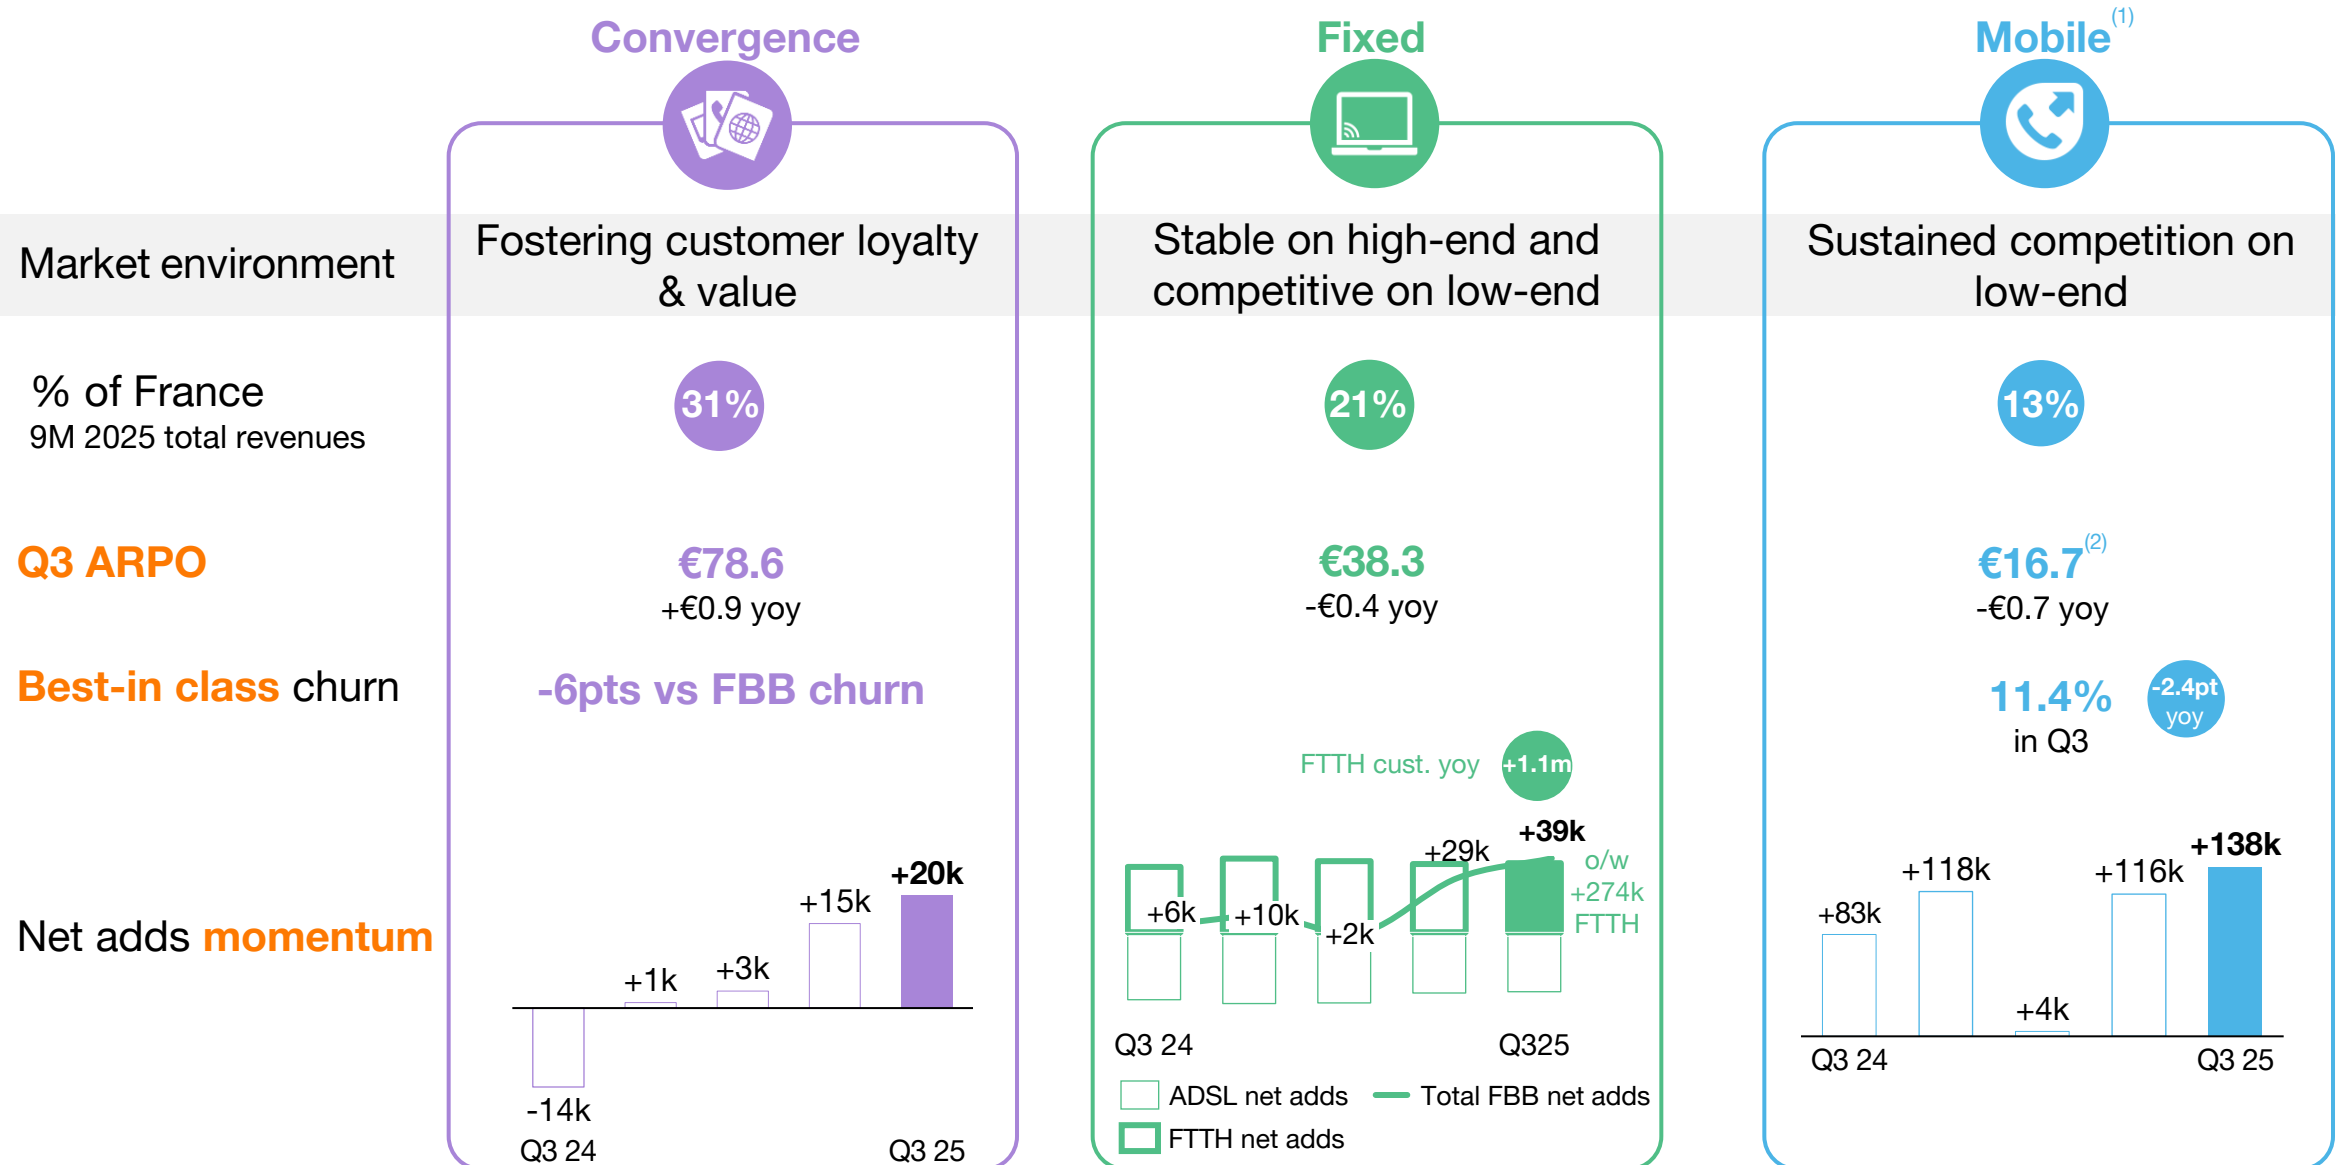 Convergence
Fixed
Mobile(1)
Market environment
Fostering customer loyalty
& value
Stable on high-end and
competitive on low-end
Sustained competition on
low-end
% of France
9M 2025 total revenues
31%
21%
13%
Q3 ARPO
€78.6
+€0.9 yoy
€38.3
-€0.4 yoy
€16.7(2)
-€0.7 yoy
Best-in class churn
-6pts vs FBB churn
11.4%
in Q3
-2.4pt
yoy
FTTH cust. yoy
+1.1m
Net adds momentum
-14k
+1k
+3k
+15k
+20k
Q3 24
Q3 25
+6k
+10k
+2k
+29k
+39k
o/w
+274k
FTTH
Q3 24
Q325
ADSL net adds
Total FBB net adds
FTTH net adds
+83k
+118k
+4k
+116k
+138k
Q3 24
Q3 25